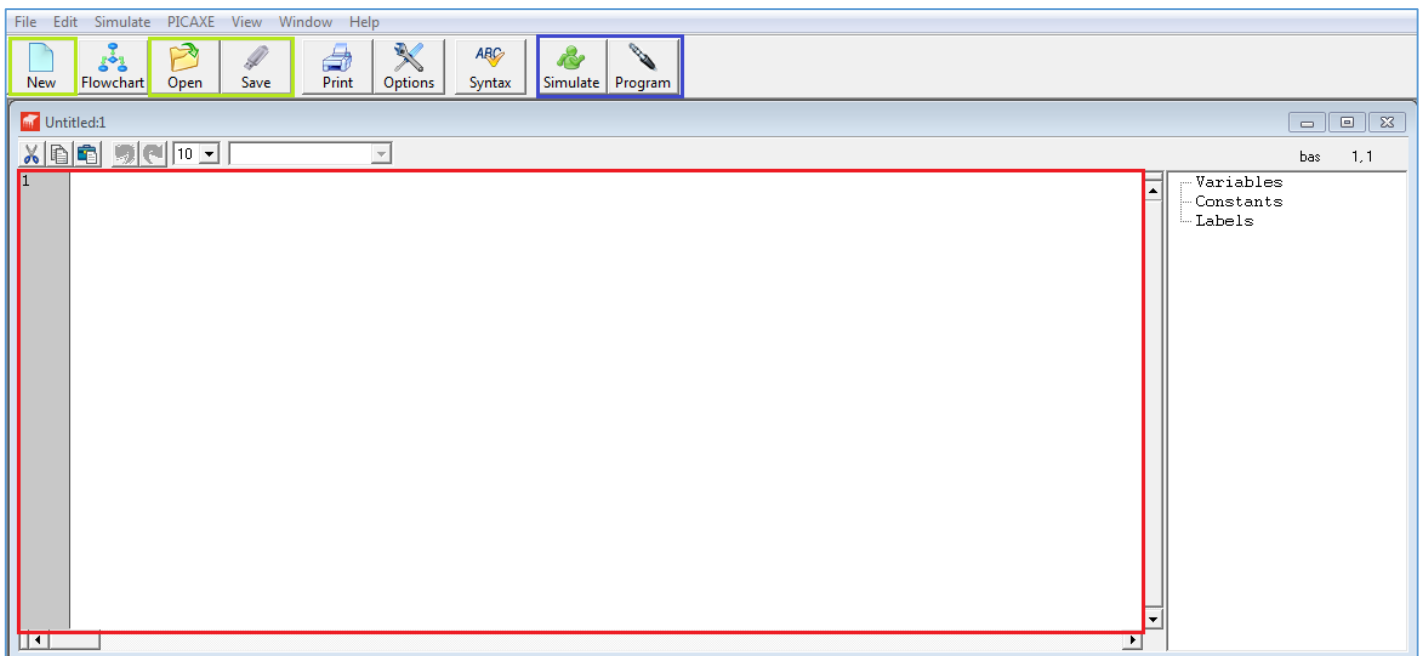 File Edit Simulate PICAXE View Window Help
ABC
New Flowchart Open Save Print Options Syntax Simulate Program
Untitled:1
10
bas 1,1
1
Variables
Constants
Labels